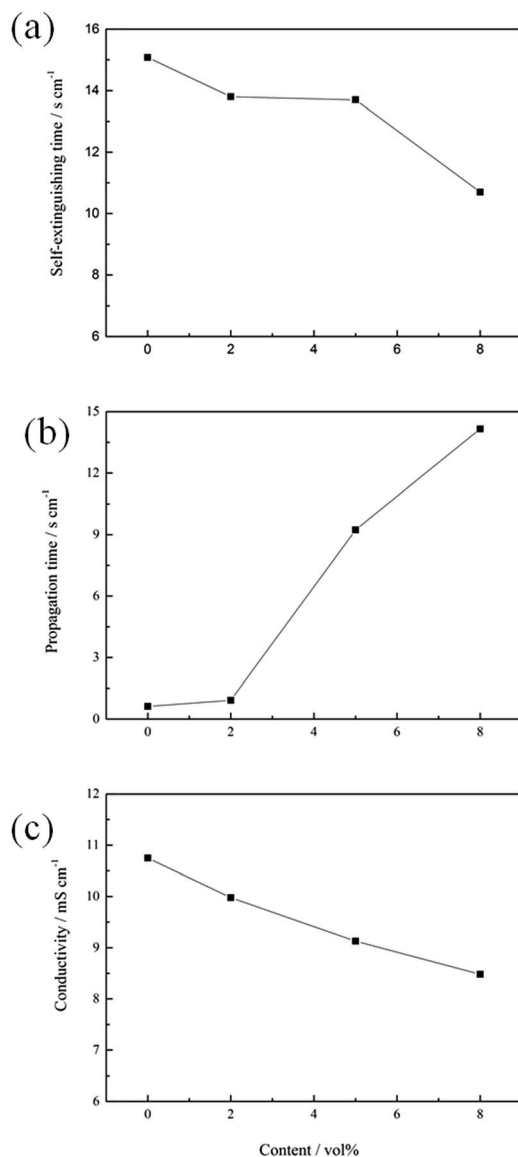 (a)
Self-extinguishing time / s cm⁻¹
16
14
12
10
8
6
0 2 4 6 8
(b)
Propagation time / s cm⁻¹
15
12
9
6
3
0
0 2 4 6 8
(c)
Conductivity / mS cm⁻¹
12
11
10
9
8
7
6
0 2 4 6 8
Content / vol%